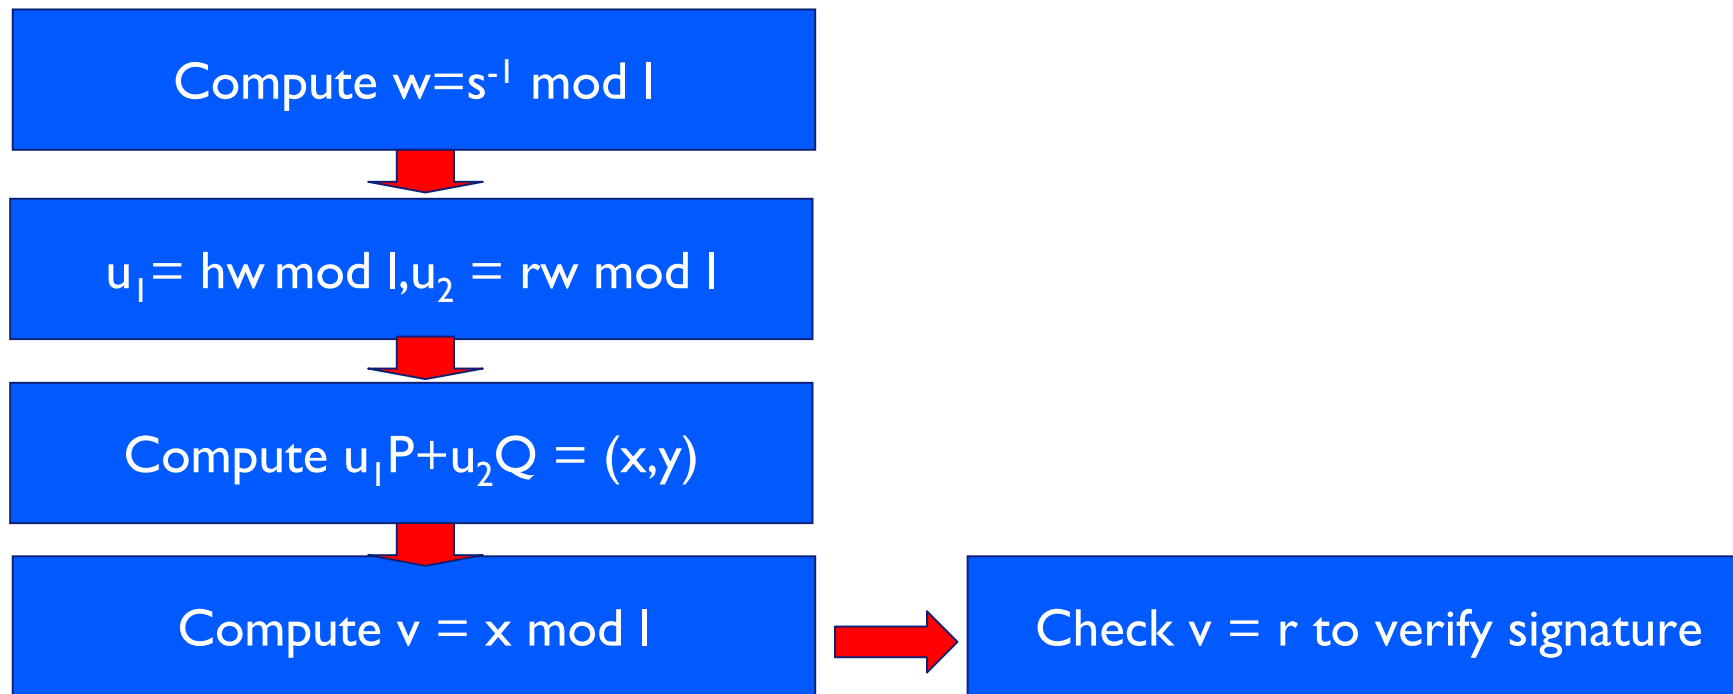 Compute w=s⁻¹ mod l
u₁= hw mod l,u₂ = rw mod l
Compute u₁P+u₂Q = (x,y)
Compute v = x mod l
Check v = r to verify signature